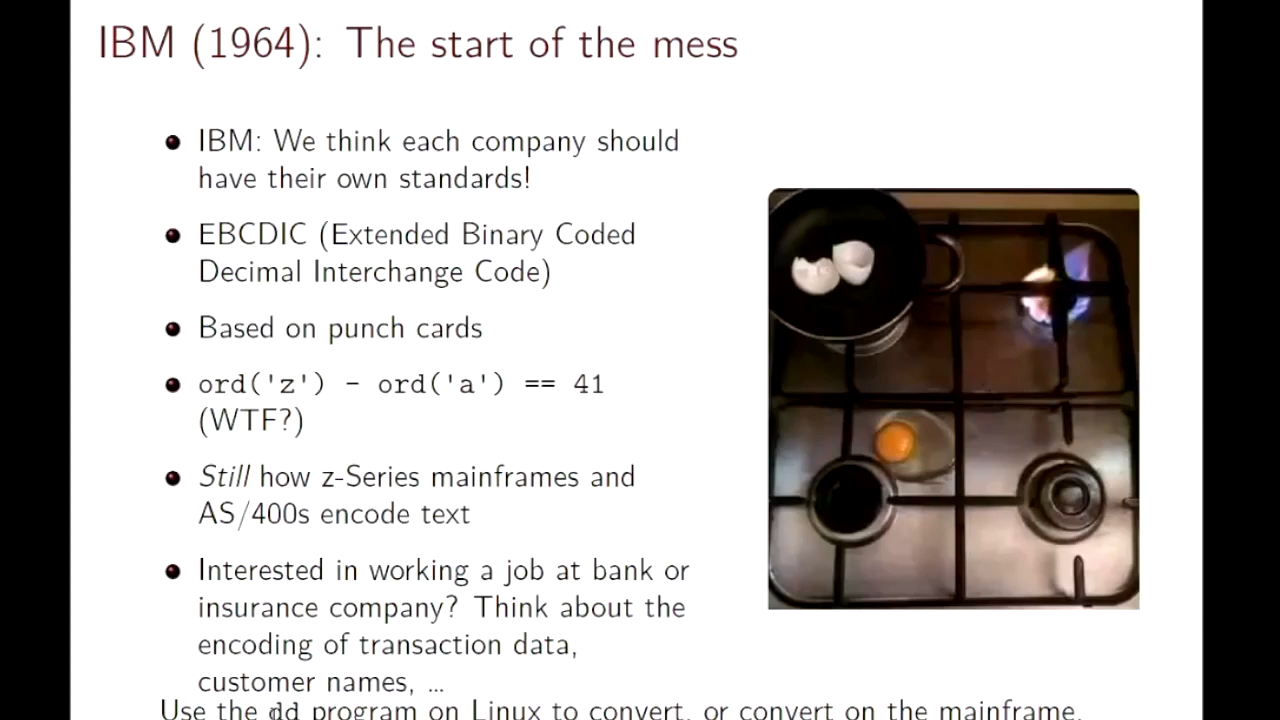 IBM (1964): The start of the mess
IBM: We think each company should
have their own standards!
EBCDIC (Extended Binary Coded
Decimal Interchange Code)
Based on punch cards
ord('z') - ord('a') == 41
(WTF?)
Still how z-Series mainframes and
AS/400s encode text
Interested in working a job at bank or
insurance company? Think about the
encoding of transaction data,
customer names, ...
Use the dd program on Linux to convert, or convert on the mainframe.